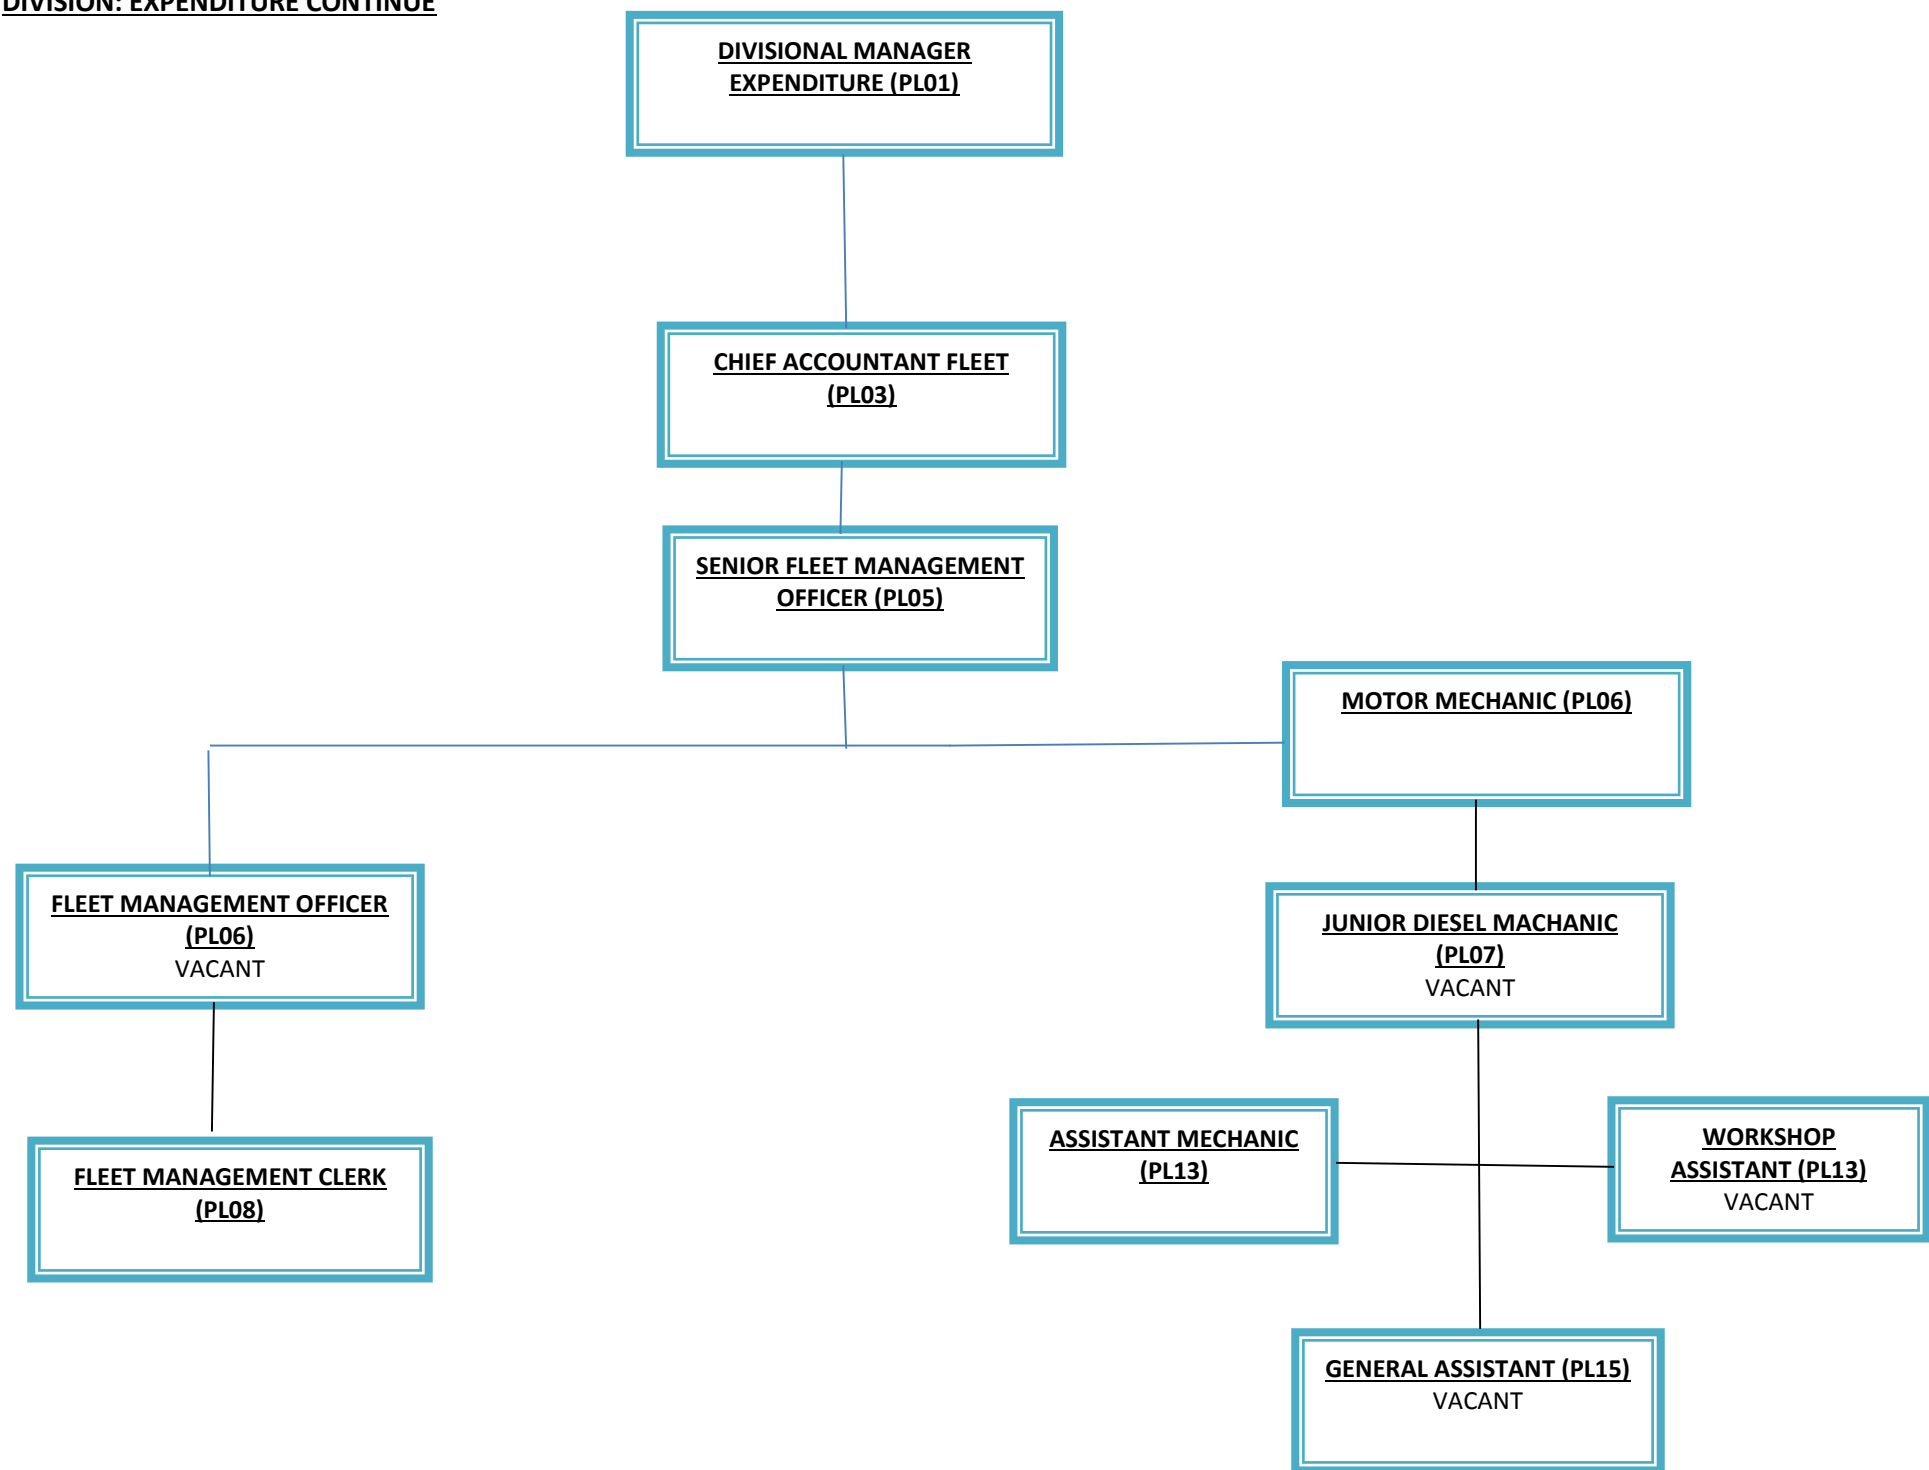 DIVISION: EXPENDITURE CONTINUE
DIVISIONAL MANAGER
EXPENDITURE (PL01)
CHIEF ACCOUNTANT FLEET
(PL03)
SENIOR FLEET MANAGEMENT
OFFICER (PL05)
MOTOR MECHANIC (PL06)
FLEET MANAGEMENT OFFICER
(PL06)
VACANT
JUNIOR DIESEL MACHANIC
(PL07)
VACANT
FLEET MANAGEMENT CLERK
(PL08)
ASSISTANT MECHANIC
(PL13)
WORKSHOP
ASSISTANT (PL13)
VACANT
GENERAL ASSISTANT (PL15)
VACANT